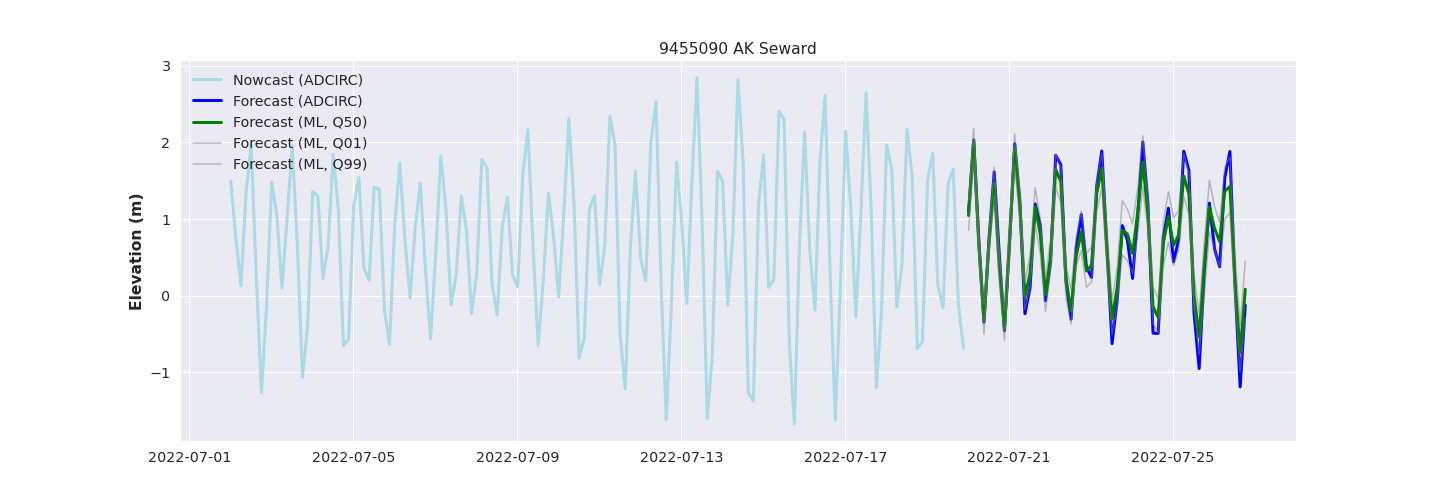 9455090 AK Seward
3
Nowcast (ADCIRC)
Forecast (ADCIRC)
Forecast (ML, Q50)
2
Forecast (ML, Q01)
Forecast (ML, Q99)
Elevation (m)
1
0
−1
2022-07-01 2022-07-05 2022-07-09 2022-07-13 2022-07-17 2022-07-21 2022-07-25